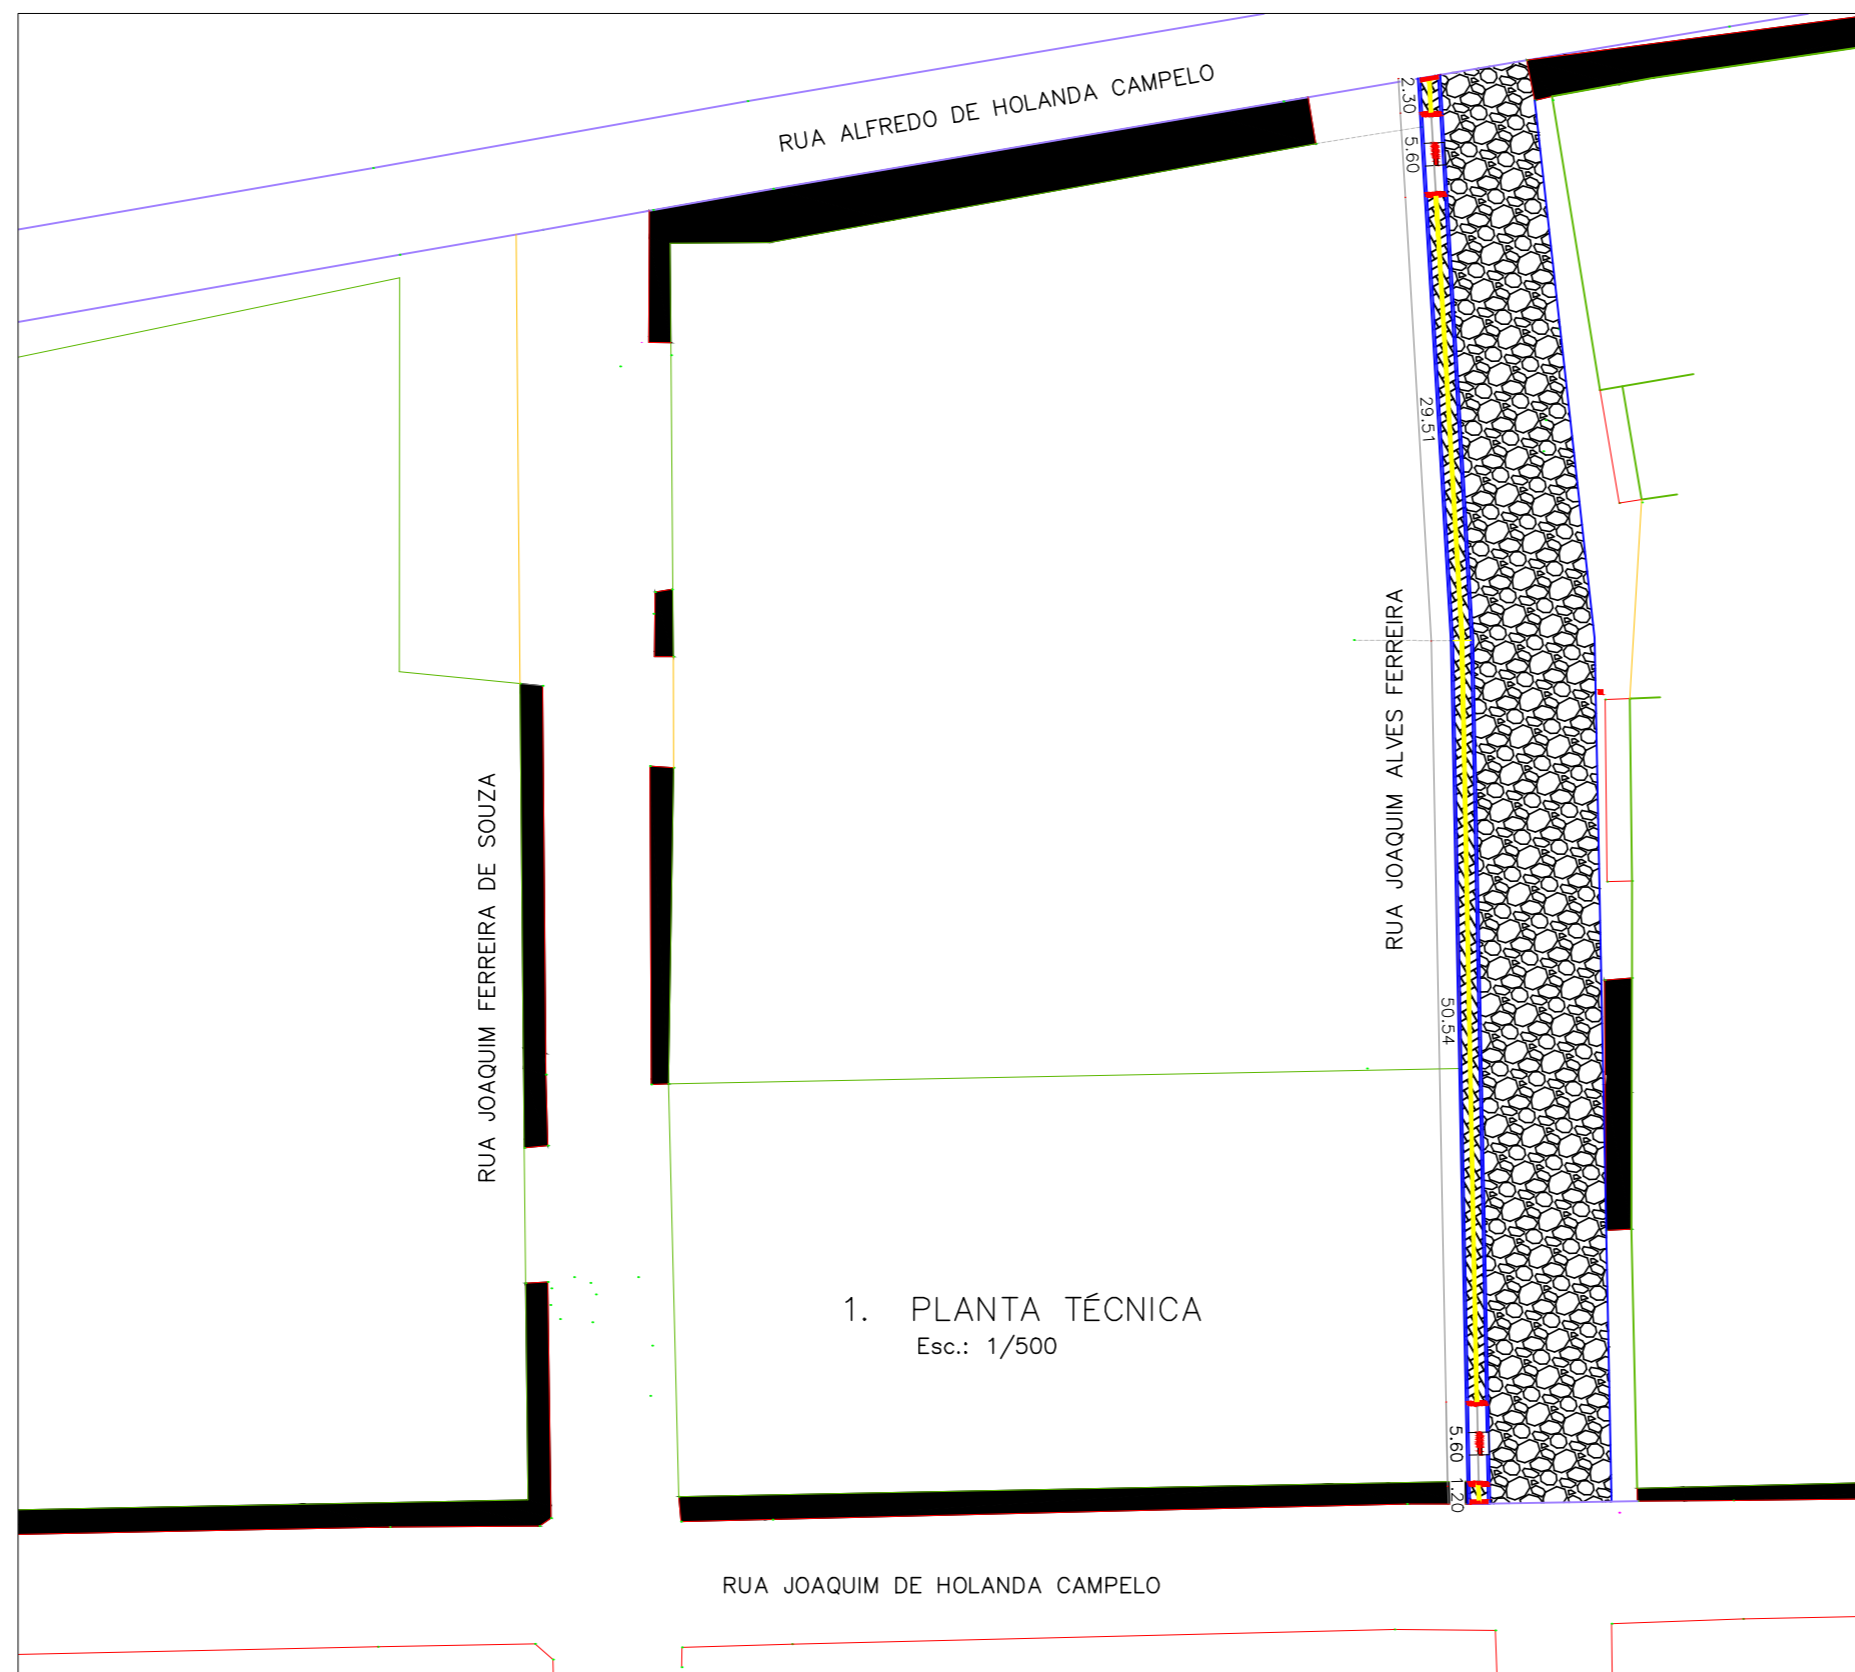 RUA ALFREDO DE HOLANDA CAMPELO
2.30
5.60
29.51
RUA JOAQUIM ALVES FERREIRA
RUA JOAQUIM FERREIRA DE SOUZA
50.54
1. PLANTA TÉCNICA
Esc.: 1/500
5.60
1.20
RUA JOAQUIM DE HOLANDA CAMPELO